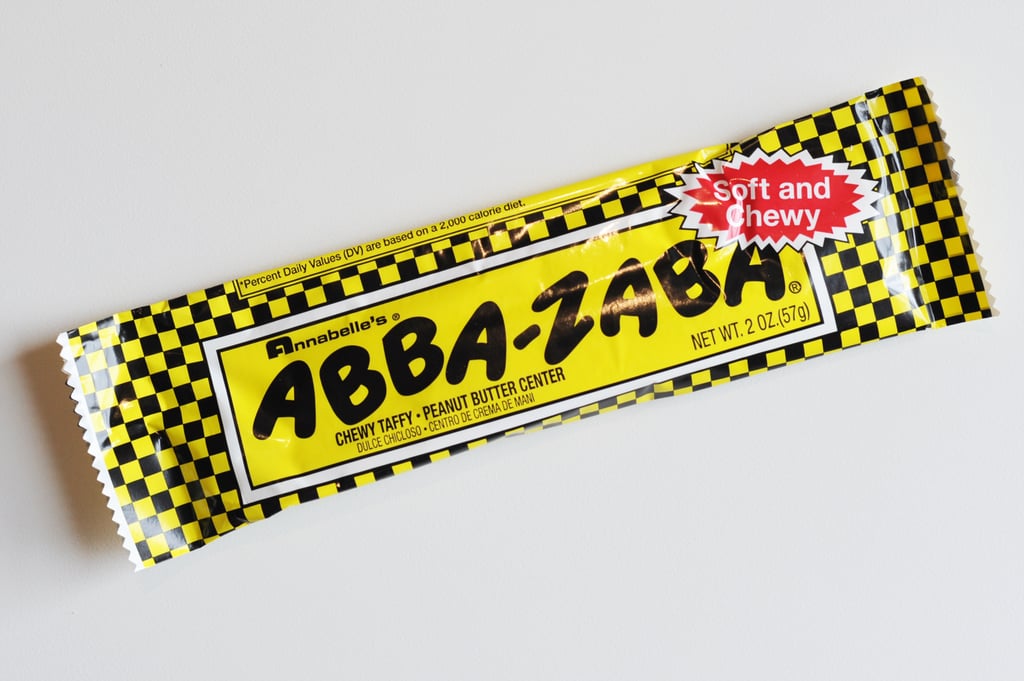 *Percent Daily Values (DV) are based on a 2,000 calorie diet.
Soft and
Chewy
Annabelle's ®
ABBA-ZABA ®
NET WT. 2 OZ.(57g)
CHEWY TAFFY • PEANUT BUTTER CENTER
DULCE CHICLOSO • CENTRO DE CREMA DE MANI